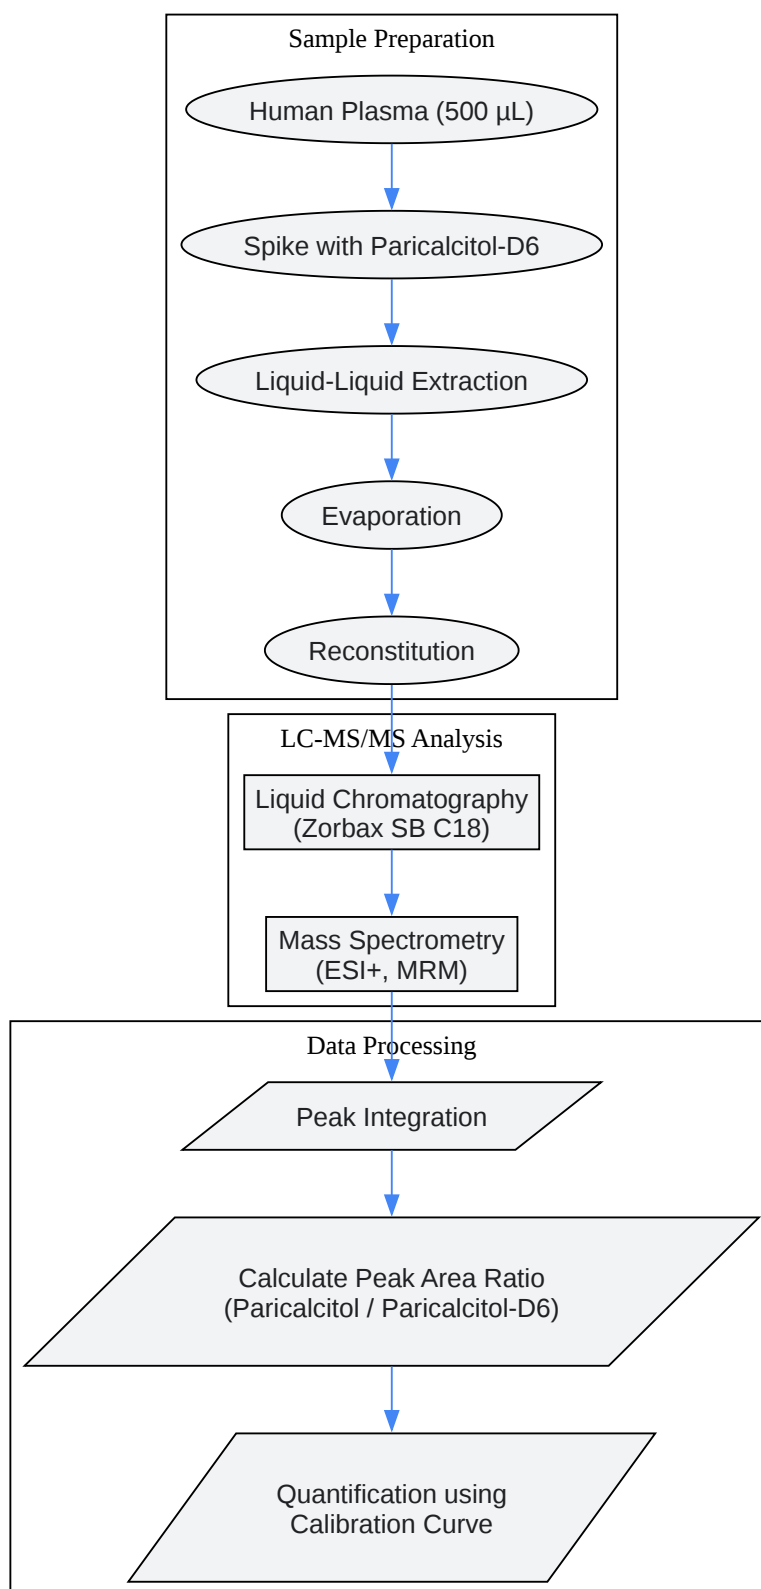 Sample Preparation
Human Plasma (500 µL)
Spike with Paricalcitol-D6
Liquid-Liquid Extraction
Evaporation
Reconstitution
LC-MS/MS Analysis
Liquid Chromatography
(Zorbax SB C18)
Mass Spectrometry
(ESI+, MRM)
Data Processing
Peak Integration
Calculate Peak Area Ratio
(Paricalcitol / Paricalcitol-D6)
Quantification using
Calibration Curve